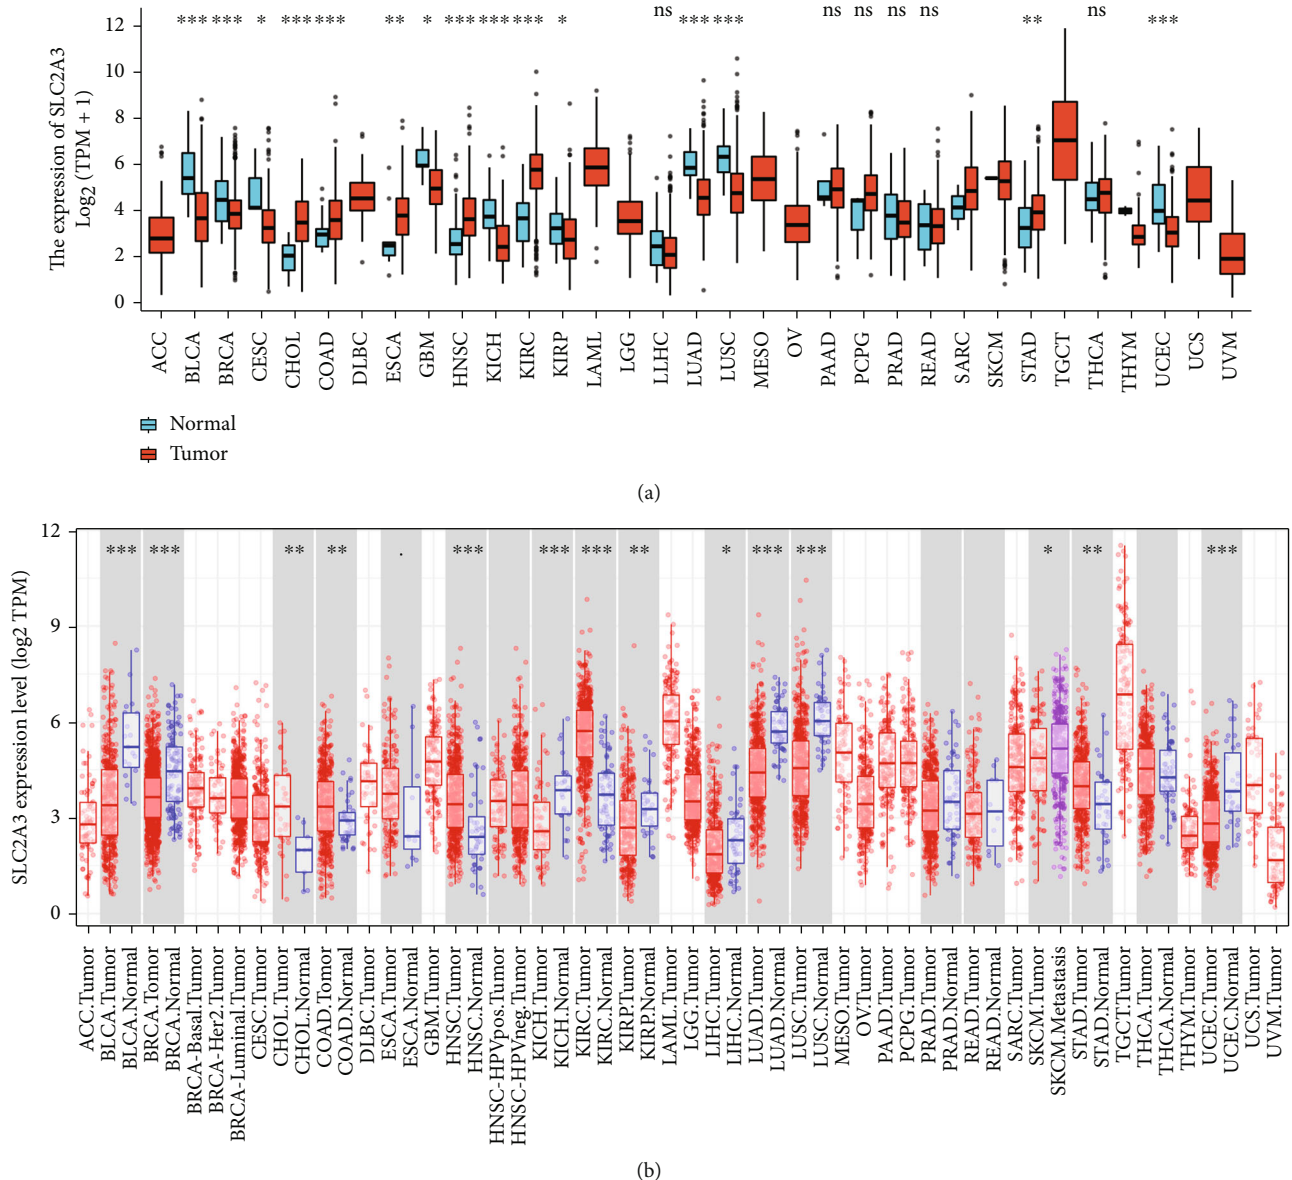 The expression of SLC2A3
Log2 (TPM + 1)
12
10
8
6
4
2
0
*** *** * *** *** ** * *** *** *** * ns *** *** ns ns ns ns ** ns ***
ACC BLCA BRCA CESC CHOL COAD DLBC ESCA GBM HNSC KICH KIRC KIRP LAML LGG LLHC LUAD LUSC MESO OV PAAD PCPG PRAD READ SARC SKCM STAD TGCT THCA THYM UCEC UCS UVM
Normal
Tumor
(a)
SLC2A3 expression level (log2 TPM)
12
9
6
3
0
*** *** ** ** . *** *** *** ** * *** *** * ** ***
ACC.Tumor
BLCA.Tumor
BLCA.Normal
BRCA.Tomor
BRCA.Normal
BRCA-Basal.Tumor
BRCA-Her2.Tumor
BRCA-Luminal.Tumor
CESC.Tumor
CHOL.Tumor
CHOL.Normal
COAD.Tomor
COAD.Normal
DLBC.Tumor
ESCA.Tumor
ESCA.Normal
GBM.Tumor
HNSC.Tumor
HNSC.Normal
HNSC-HPVpos.Tumor
HNSC-HPVneg.Tumor
KICH.Tumor
KICH.Normal
KIRC.Tumor
KIRC.Normal
KIRP.Tumor
KIRP.Normal
LAML.Tumor
LGG.Tumor
LIHC.Tumor
LIHC.Normal
LUAD.Tumor
LUAD.Normal
LUSC.Tumor
LUSC.Normal
MESO.Tumor
OV.Tumor
PAAD.Tumor
PCPG.Tumor
PRAD.Tumor
PRAD.Normal
READ.Tumor
READ.Normal
SARC.Tumor
SKCM.Tumor
SKCM.Metastasis
STAD.Tumor
STAD.Normal
TGCT.Tumor
THCA.Tumor
THCA.Normal
THYM.Tumor
UCEC.Tumor
UCEC.Normal
UCS.Tumor
UVM.Tumor
(b)